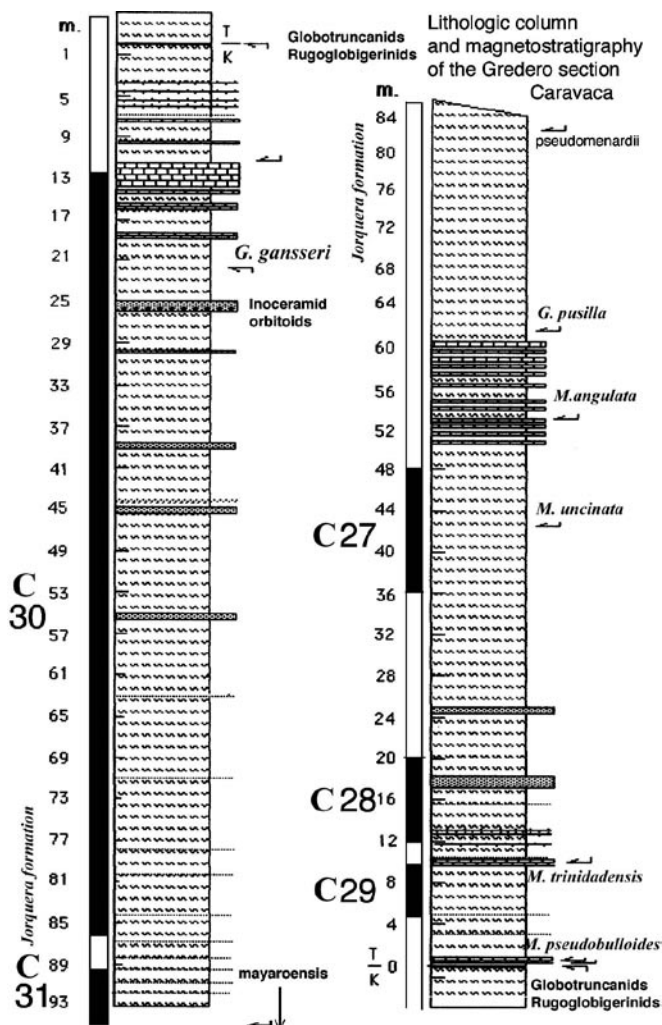 m.
1
5
9
13
17
21
25
29
33
37
41
45
49
53
57
61
65
69
73
77
81
85
89
93
C
30
C
31
Jorquera formation
T
K
Globotruncanids
Rugoglobigerinids
G. gansseri
Inoceramid
orbitoids
mayaroensis
Lithologic column
and magnetostratigraphy
of the Gredero section
Caravaca
m.
84
80
76
72
68
64
60
56
52
48
44
40
36
32
28
24
20
16
12
8
4
0
Jorquera formation
C27
C28
C29
T
K
pseudomenardii
G. pusilla
M.angulata
M. uncinata
M. trinidadensis
M. pseudobulloides
Globotruncanids
Rugoglobigerinids